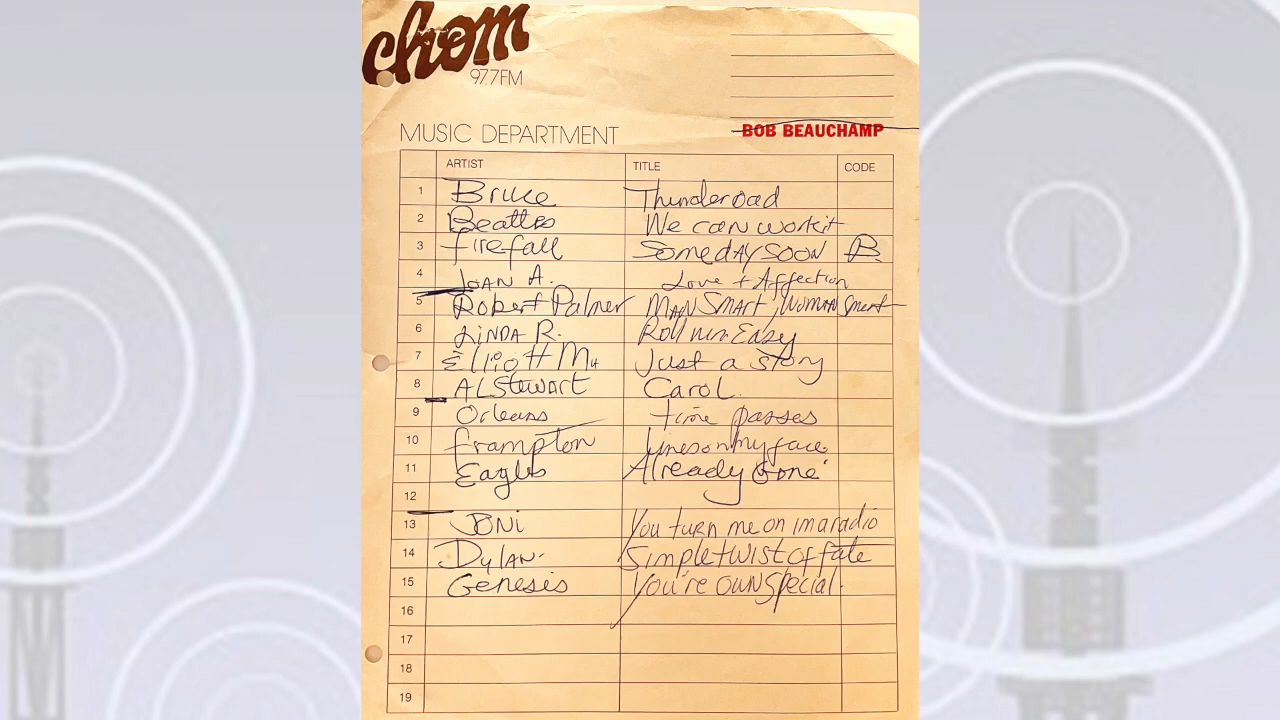 chom
97.7FM
MUSIC DEPARTMENT
BOB BEAUCHAMP
ARTIST TITLE CODE
1 Bruce Thunderoad
2 Beatles We can workit
3 firefall Someday soon B.
4 JOAN A. Love + Affection
5 Robert Palmer MAN Smart, WOMAN Smart
6 LINDA R. Roll um Easy
7 Elliott Mu Just a story
8 AL Stewart Carol.
9 Orleans time passes
10 frampton lines on my face
11 Eagles Already Gone
12
13 JONi You turn me on im a radio
14 Dylan- Simple twist of fate
15 Genesis You're own special.
16
17
18
19